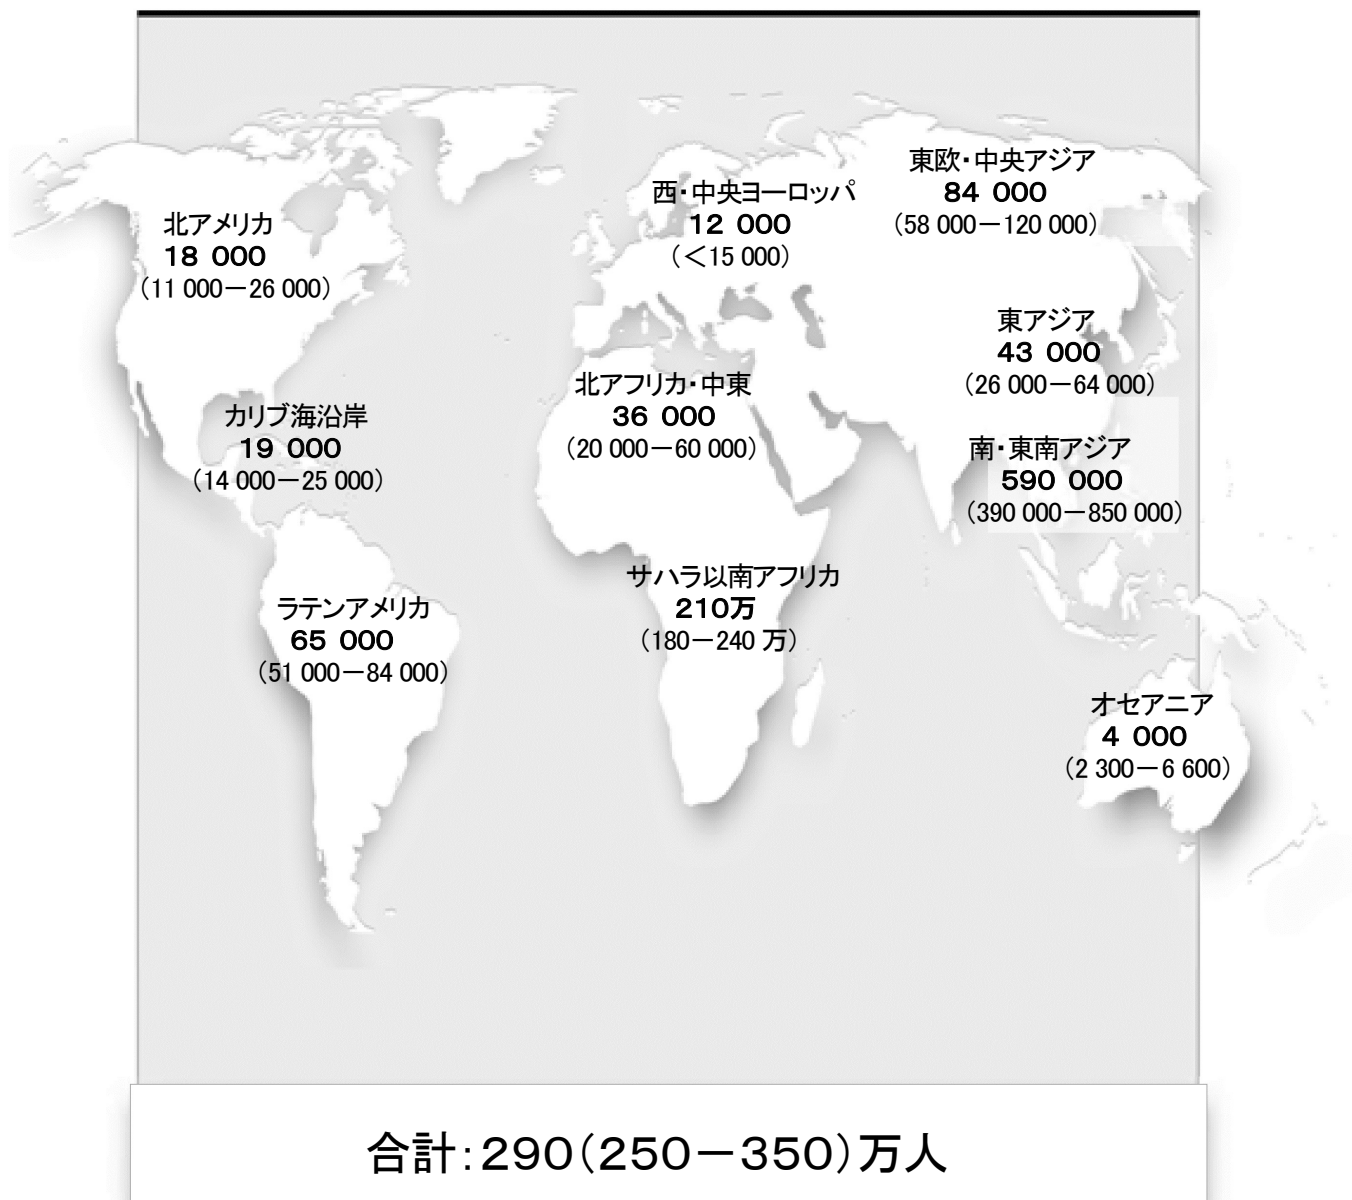 東欧・中央アジア
84 000
(58 000－120 000)
西・中央ヨーロッパ
12 000
(＜15 000)
北アメリカ
18 000
(11 000－26 000)
東アジア
43 000
(26 000－64 000)
北アフリカ・中東
36 000
(20 000－60 000)
カリブ海沿岸
19 000
(14 000－25 000)
南・東南アジア
590 000
(390 000－850 000)
サハラ以南アフリカ
210万
(180－240 万)
ラテンアメリカ
65 000
(51 000－84 000)
オセアニア
4 000
(2 300－6 600)
合計：290(250－350)万人